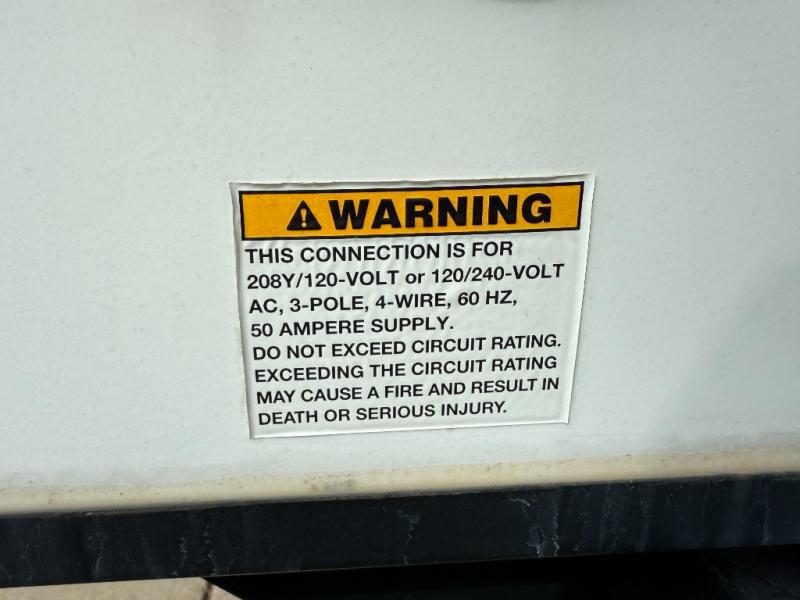 WARNING
THIS CONNECTION IS FOR
208Y/120-VOLT or 120/240-VOLT
AC, 3-POLE, 4-WIRE, 60 HZ,
50 AMPERE SUPPLY.
DO NOT EXCEED CIRCUIT RATING.
EXCEEDING THE CIRCUIT RATING
MAY CAUSE A FIRE AND RESULT IN
DEATH OR SERIOUS INJURY.